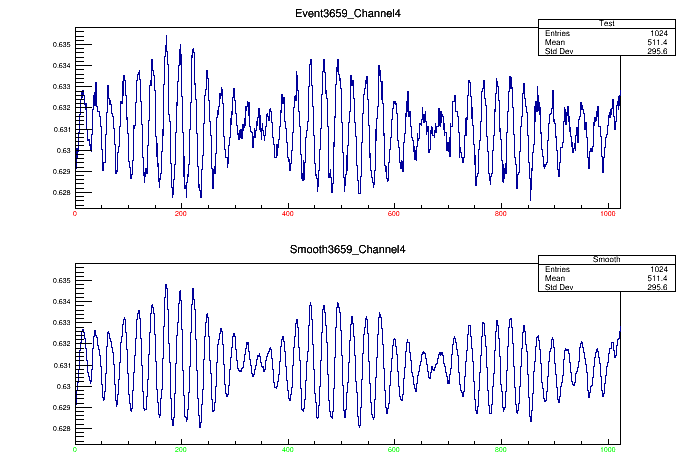 Event3659_Channel4
Test
Entries 1024
Mean 511.4
Std Dev 295.6
0.635
0.634
0.633
0.632
0.631
0.63
0.629
0.628
0 200 400 600 800 1000
Smooth3659_Channel4
Smooth
Entries 1024
Mean 511.4
Std Dev 295.6
0.635
0.634
0.633
0.632
0.631
0.63
0.629
0.628
0 200 400 600 800 1000